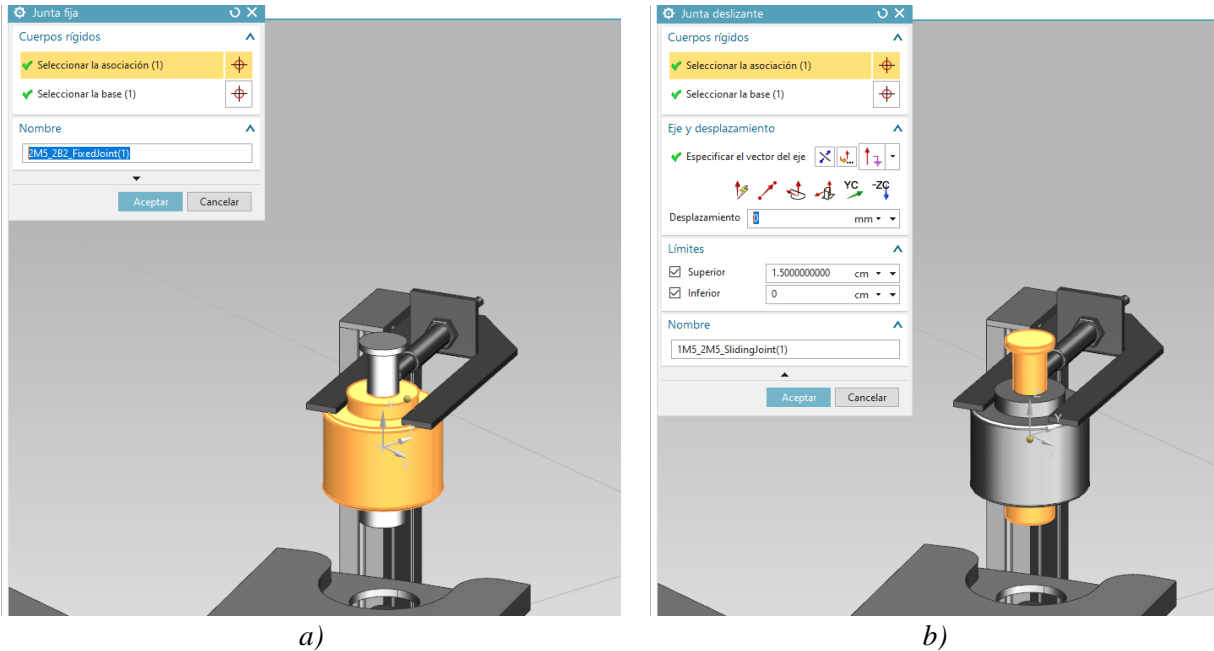 Junta fija
Cuerpos rígidos
Seleccionar la asociación (1)
Seleccionar la base (1)
Nombre
2M5_2B2_FixedJoint(1)
Aceptar Cancelar
a)
Junta deslizante
Cuerpos rígidos
Seleccionar la asociación (1)
Seleccionar la base (1)
Eje y desplazamiento
Especificar el vector del eje
YC -ZC
Desplazamiento 0 mm
Límites
Superior 1.5000000000 cm
Inferior 0 cm
Nombre
1M5_2M5_SlidingJoint(1)
Aceptar Cancelar
Y
b)